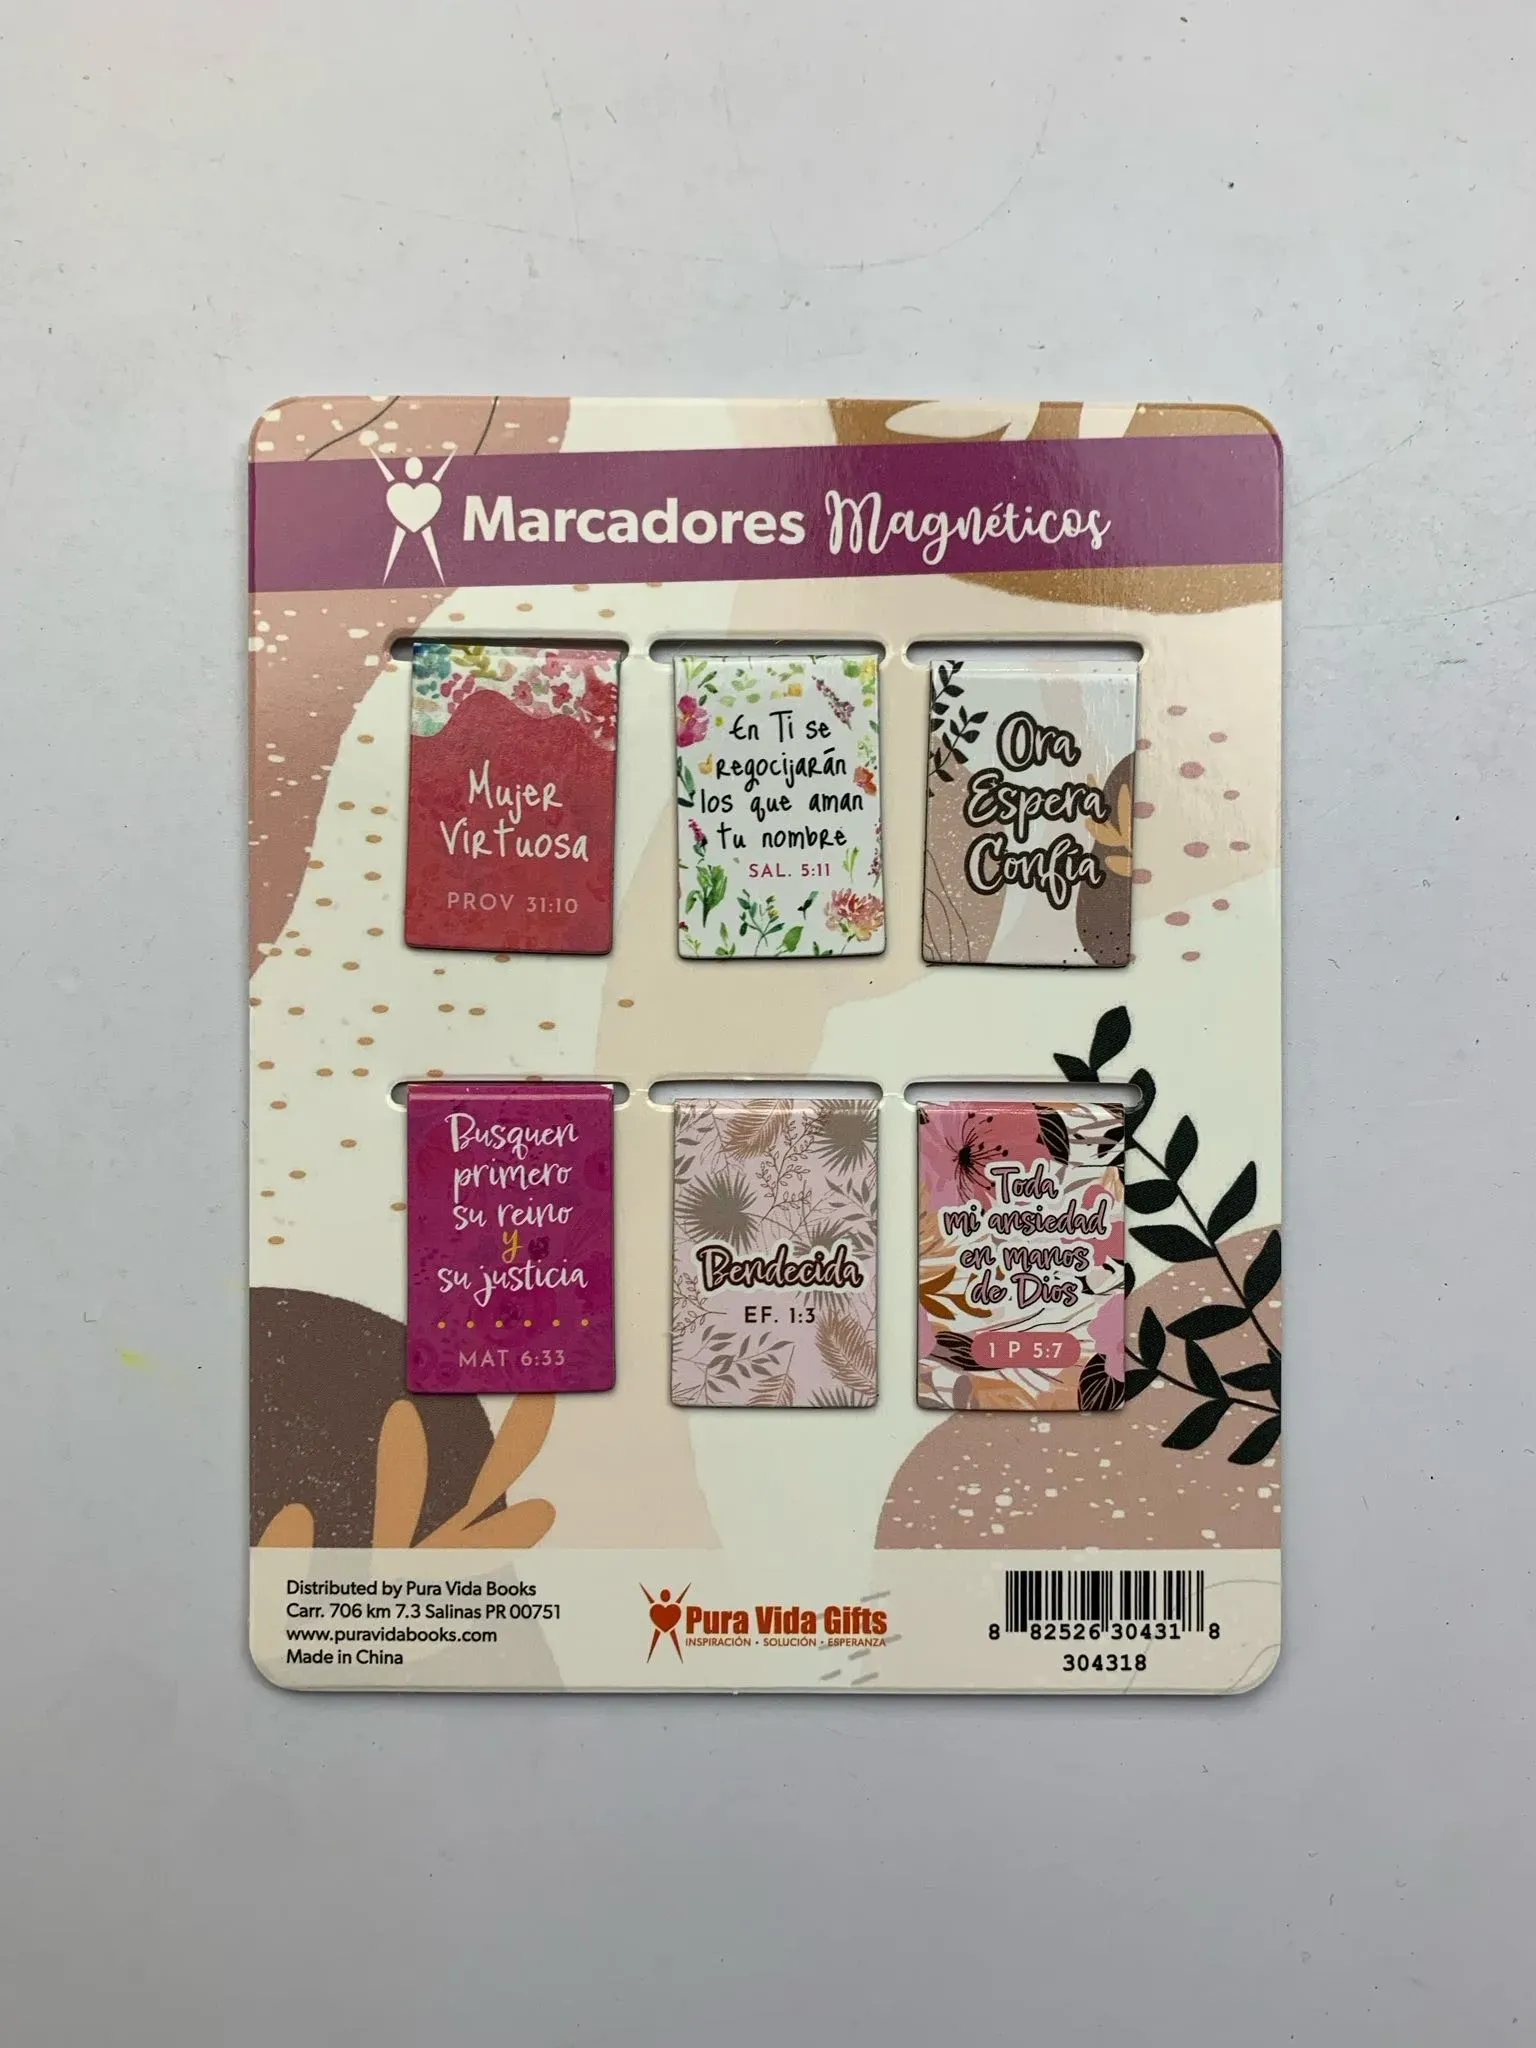 Marcadores Magnéticos
Mujer
Virtuosa
PROV 31:10
En Ti se
regocijarán
los que aman
tu nombre
SAL. 5:11
Ora
Espera
Confía
Busquen
primero
su reino
y
su justicia
MAT 6:33
Bendecida
EF. 1:3
Toda
mi ansiedad
en manos
de Dios
1 P 5:7
Distributed by Pura Vida Books
Carr. 706 km 7.3 Salinas PR 00751
www.puravidabooks.com
Made in China
Pura Vida Gifts
INSPIRACIÓN • SOLUCIÓN • ESPERANZA
8 82526 30431 8
304318